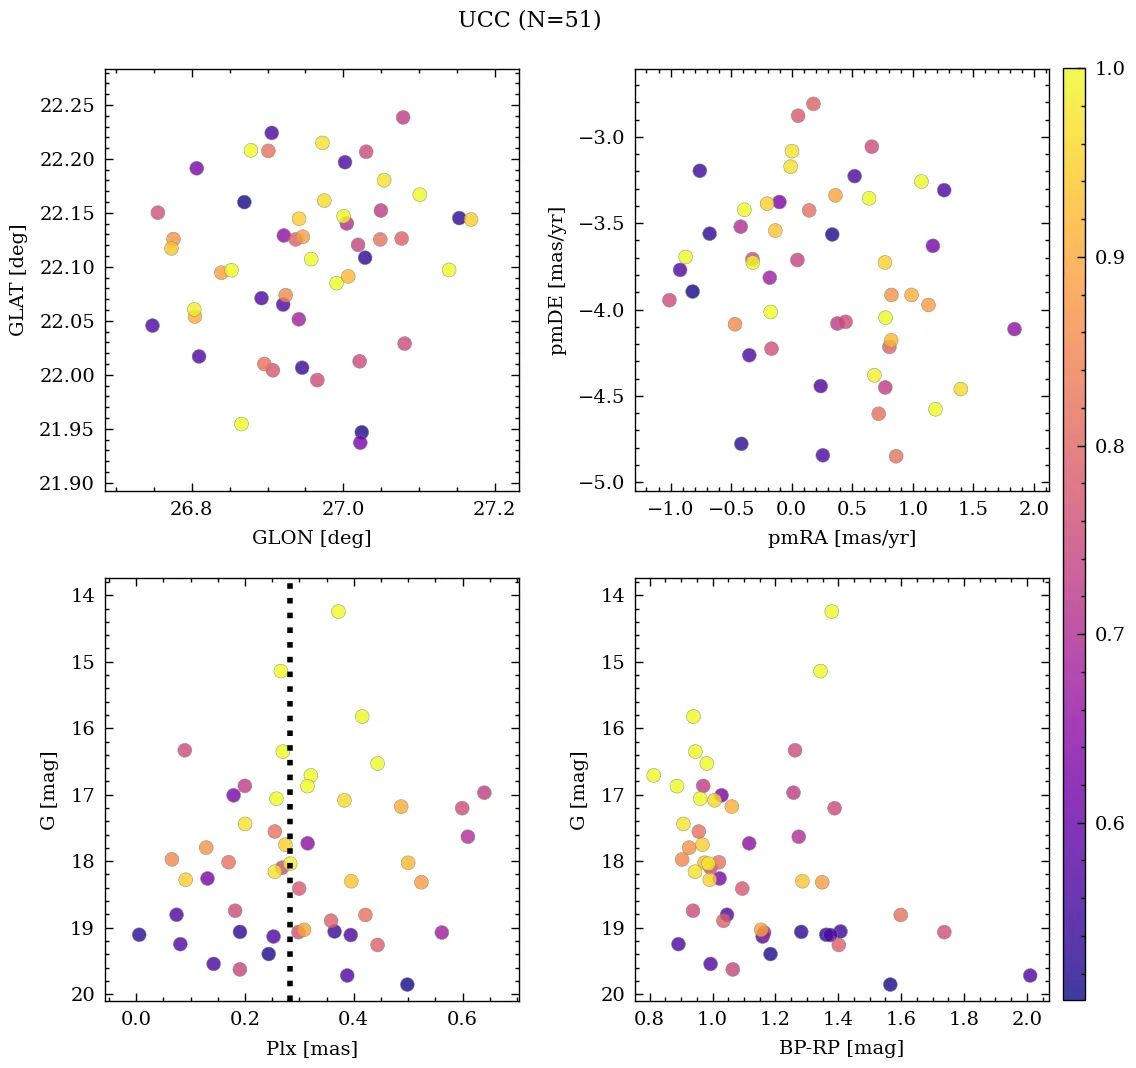 UCC (N=51)
22.25
22.20
22.15
22.10
22.05
22.00
21.95
21.90
GLAT [deg]
26.8 27.0 27.2
GLON [deg]
−3.0
−3.5
−4.0
−4.5
−5.0
pmDE [mas/yr]
−1.0 −0.5 0.0 0.5 1.0 1.5 2.0
pmRA [mas/yr]
1.0
0.9
0.8
0.7
0.6
14
15
16
17
18
19
20
G [mag]
0.0 0.2 0.4 0.6
Plx [mas]
14
15
16
17
18
19
20
G [mag]
0.8 1.0 1.2 1.4 1.6 1.8 2.0
BP-RP [mag]